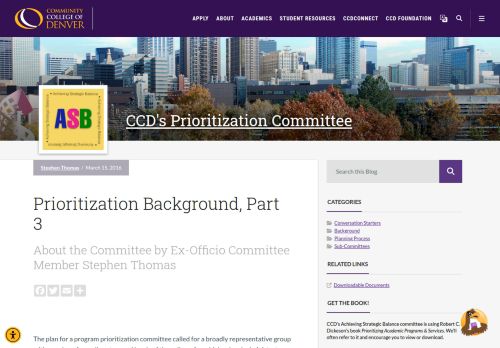 COMMUNITY
COLLEGE OF
DENVER
APPLY ABOUT ACADEMICS STUDENT RESOURCES CCDCONNECT CCD FOUNDATION
Achieving Strategic Balance
ASB
CCD's Prioritization Committee
Stephen Thomas / March 15, 2016
Search this Blog
Prioritization Background, Part
3
About the Committee by Ex-Officio Committee
Member Stephen Thomas
CATEGORIES
Conversation Starters
Background
Planning Process
Sub-Committees
RELATED LINKS
Downloadable Documents
GET THE BOOK!
CCD's Achieving Strategic Balance committee is using Robert C.
Dickeson's book Prioritizing Academic Programs & Services. We'll
often refer to it and encourage you to view or download.
The plan for a program prioritization committee called for a broadly representative group